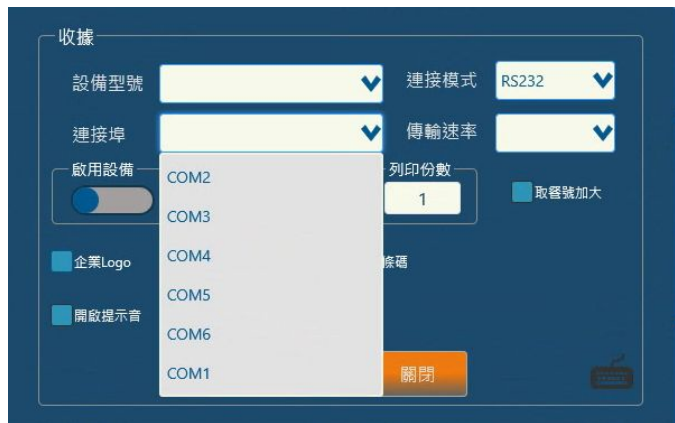 收據
設備型號
連接模式 RS232
連接埠
傳輸速率
啟用設備
列印份數
1
取餐號加大
COM2
COM3
COM4
COM5
COM6
COM1
企業Logo
條碼
開啟提示音
關閉